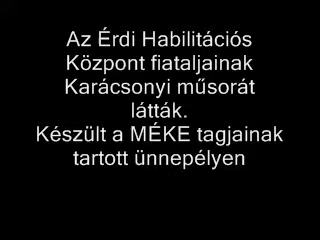 Az Érdi Habilitációs
Központ fiataljainak
Karácsonyi műsorát
látták.
Készült a MÉKE tagjainak
tartott ünnepélyen